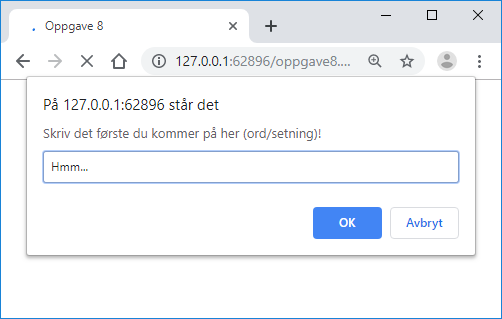 Oppgave 8
127.0.0.1:62896/oppgave8....
På 127.0.0.1:62896 står det
Skriv det første du kommer på her (ord/setning)!
Hmm...
OK Avbryt